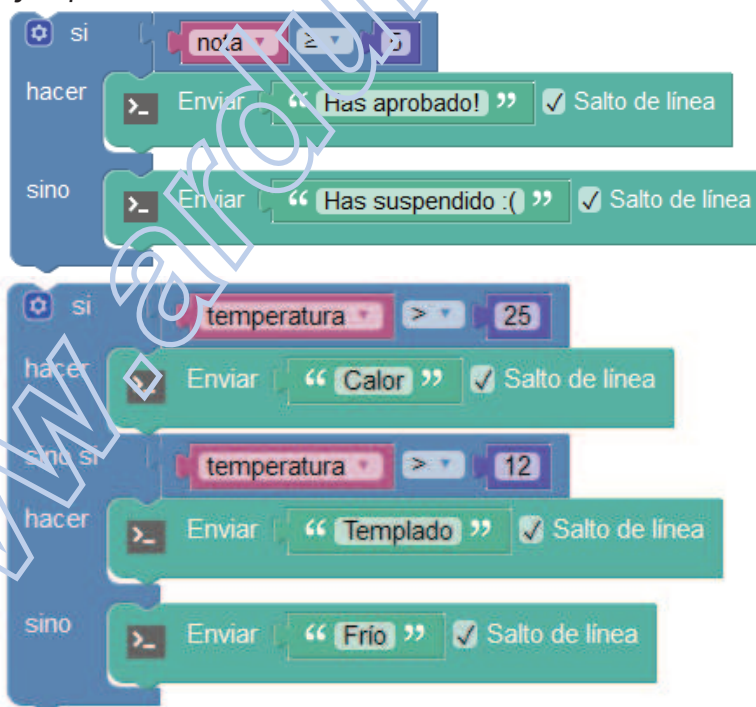 si nota ≥ 5
hacer Enviar “ Has aprobado! ” Salto de línea
sino Enviar “ Has suspendido :( ” Salto de línea
si temperatura > 25
hacer Enviar “ Calor ” Salto de línea
sino si temperatura > 12
hacer Enviar “ Templado ” Salto de línea
sino Enviar “ Frío ” Salto de línea